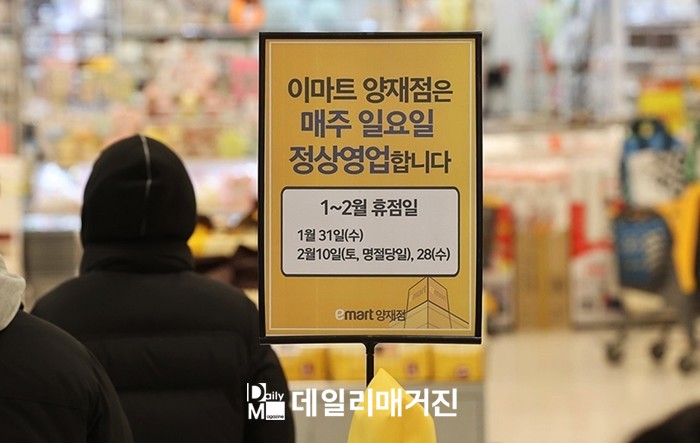 이마트 양재점은
매주 일요일
정상영업합니다
1~2월 휴점일
1월 31일(수)
2월10일(토, 명절당일), 28(수)
emart 양재점
Daily
Magazine
DM 데일리매거진